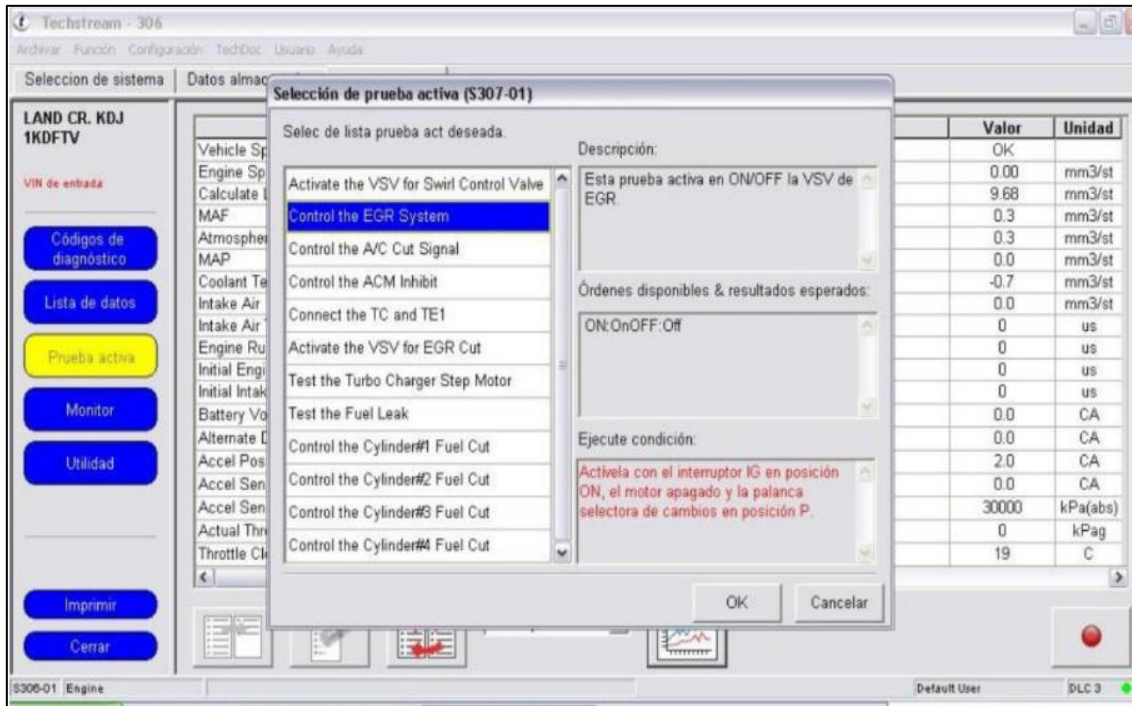 Techstream - 306
Archivar Función Configuración TechDoc Usuario Ayuda
Seleccion de sistema
Datos almac
LAND CR. KDJ
1KDFTV
VIN de entrada
Códigos de
diagnóstico
Lista de datos
Prueba activa
Monitor
Utilidad
Imprimir
Cerrar
Vehicle Sp
Engine Sp
Calculate L
MAF
Atmospher
MAP
Coolant Te
Intake Air
Intake Air T
Engine Ru
Initial Engi
Initial Intak
Battery Vo
Alternate D
Accel Pos
Accel Sen
Accel Sen
Actual Thr
Throttle Cl
Selección de prueba activa (S307-01)
Selec de lista prueba act deseada.
Activate the VSV for Swirl Control Valve
Control the EGR System
Control the A/C Cut Signal
Control the ACM Inhibit
Connect the TC and TE1
Activate the VSV for EGR Cut
Test the Turbo Charger Step Motor
Test the Fuel Leak
Control the Cylinder#1 Fuel Cut
Control the Cylinder#2 Fuel Cut
Control the Cylinder#3 Fuel Cut
Control the Cylinder#4 Fuel Cut
Descripción:
Esta prueba activa en ON/OFF la VSV de
EGR.
Órdenes disponibles & resultados esperados:
ON:OnOFF:Off
Ejecute condición:
Actívela con el interruptor IG en posición
ON, el motor apagado y la palanca
selectora de cambios en posición P.
OK
Cancelar
Valor Unidad
OK
0.00 mm3/st
9.68 mm3/st
0.3 mm3/st
0.3 mm3/st
0.0 mm3/st
-0.7 mm3/st
0.0 mm3/st
0 us
0 us
0 us
0 us
0.0 CA
0.0 CA
2.0 CA
0.0 CA
30000 kPa(abs)
0 kPag
19 C
S306-01 Engine
Default User
DLC 3